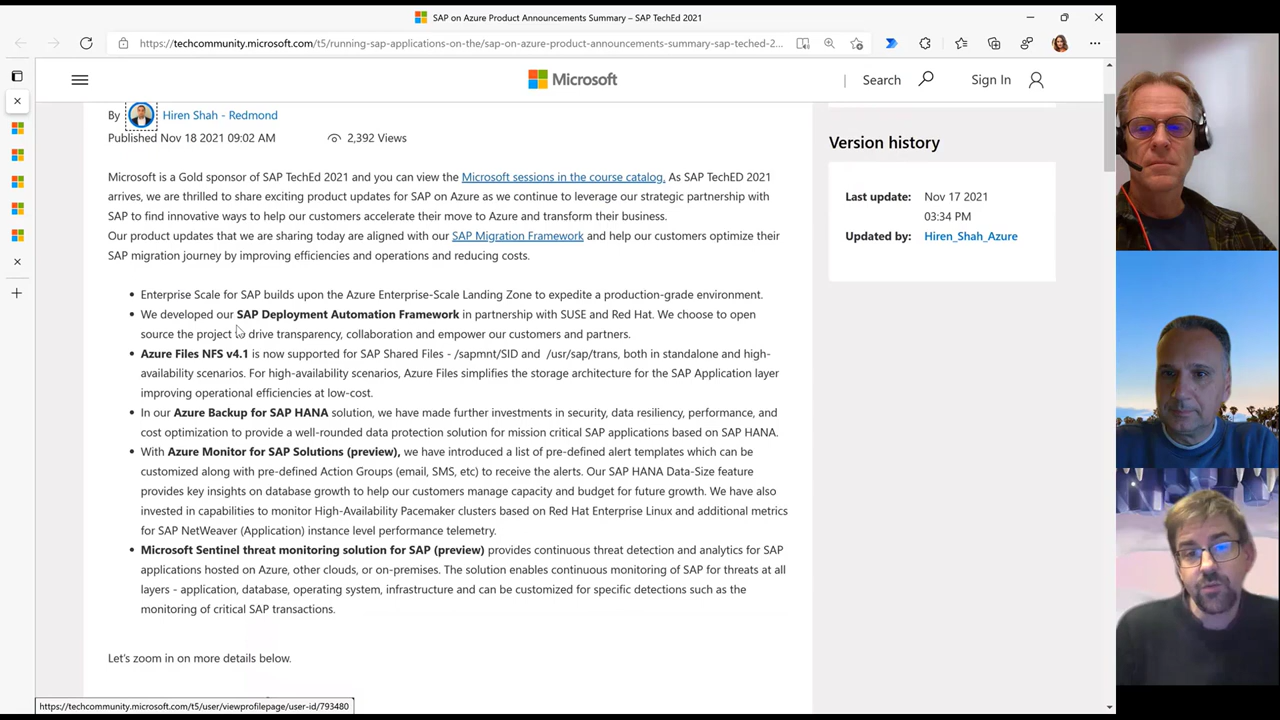 SAP on Azure Product Announcements Summary – SAP TechEd 2021
https://techcommunity.microsoft.com/t5/running-sap-applications-on-the/sap-on-azure-product-announcements-summary-sap-teched-2...
Microsoft
Search
Sign In
By Hiren Shah - Redmond
Published Nov 18 2021 09:02 AM
2,392 Views
Microsoft is a Gold sponsor of SAP TechEd 2021 and you can view the Microsoft sessions in the course catalog. As SAP TechED 2021
arrives, we are thrilled to share exciting product updates for SAP on Azure as we continue to leverage our strategic partnership with
SAP to find innovative ways to help our customers accelerate their move to Azure and transform their business.
Our product updates that we are sharing today are aligned with our SAP Migration Framework and help our customers optimize their
SAP migration journey by improving efficiencies and operations and reducing costs.
• Enterprise Scale for SAP builds upon the Azure Enterprise-Scale Landing Zone to expedite a production-grade environment.
• We developed our SAP Deployment Automation Framework in partnership with SUSE and Red Hat. We choose to open
source the project to drive transparency, collaboration and empower our customers and partners.
• Azure Files NFS v4.1 is now supported for SAP Shared Files - /sapmnt/SID and /usr/sap/trans, both in standalone and high-
availability scenarios. For high-availability scenarios, Azure Files simplifies the storage architecture for the SAP Application layer
improving operational efficiencies at low-cost.
• In our Azure Backup for SAP HANA solution, we have made further investments in security, data resiliency, performance, and
cost optimization to provide a well-rounded data protection solution for mission critical SAP applications based on SAP HANA.
• With Azure Monitor for SAP Solutions (preview), we have introduced a list of pre-defined alert templates which can be
customized along with pre-defined Action Groups (email, SMS, etc) to receive the alerts. Our SAP HANA Data-Size feature
provides key insights on database growth to help our customers manage capacity and budget for future growth. We have also
invested in capabilities to monitor High-Availability Pacemaker clusters based on Red Hat Enterprise Linux and additional metrics
for SAP NetWeaver (Application) instance level performance telemetry.
• Microsoft Sentinel threat monitoring solution for SAP (preview) provides continuous threat detection and analytics for SAP
applications hosted on Azure, other clouds, or on-premises. The solution enables continuous monitoring of SAP for threats at all
layers - application, database, operating system, infrastructure and can be customized for specific detections such as the
monitoring of critical SAP transactions.
Let's zoom in on more details below.
Version history
Last update: Nov 17 2021
03:34 PM
Updated by: Hiren_Shah_Azure
https://techcommunity.microsoft.com/t5/user/viewprofilepage/user-id/793480